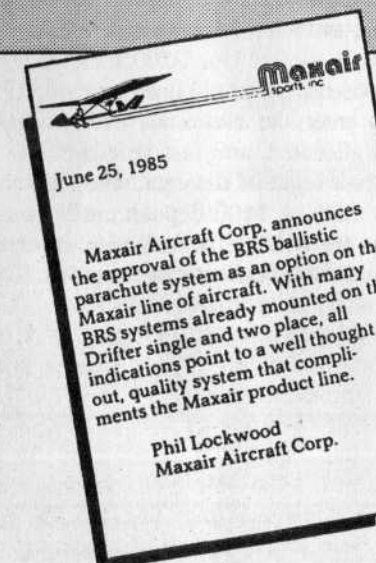 Maxair
sports, inc
June 25, 1985
Maxair Aircraft Corp. announces
the approval of the BRS ballistic
parachute system as an option on the
Maxair line of aircraft. With many
BRS systems already mounted on the
Drifter single and two place, all
indications point to a well thought
out, quality system that compli-
ments the Maxair product line.
Phil Lockwood
Maxair Aircraft Corp.